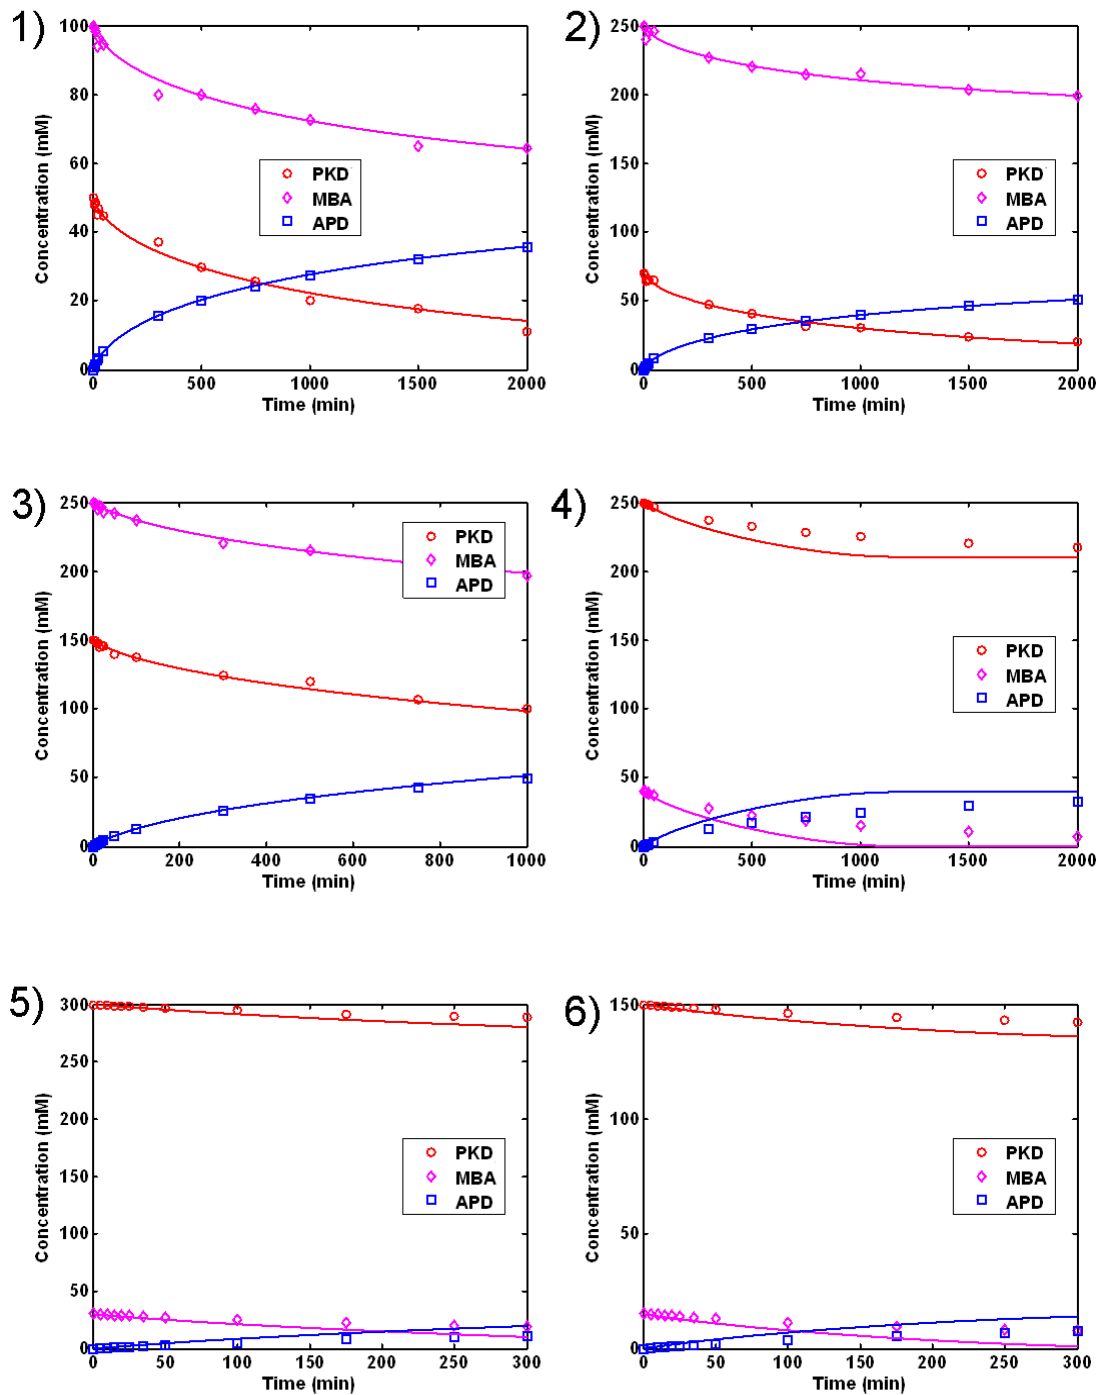 1)
100
80
60
40
20
0
Concentration (mM)
PKD
MBA
APD
0 500 1000 1500 2000
Time (min)
2)
250
200
150
100
50
0
Concentration (mM)
PKD
MBA
APD
0 500 1000 1500 2000
Time (min)
3)
250
200
150
100
50
0
Concentration (mM)
PKD
MBA
APD
0 200 400 600 800 1000
Time (min)
4)
250
200
150
100
50
0
Concentration (mM)
PKD
MBA
APD
0 500 1000 1500 2000
Time (min)
5)
300
250
200
150
100
50
0
Concentration (mM)
PKD
MBA
APD
0 50 100 150 200 250 300
Time (min)
6)
150
100
50
0
Concentration (mM)
PKD
MBA
APD
0 50 100 150 200 250 300
Time (min)